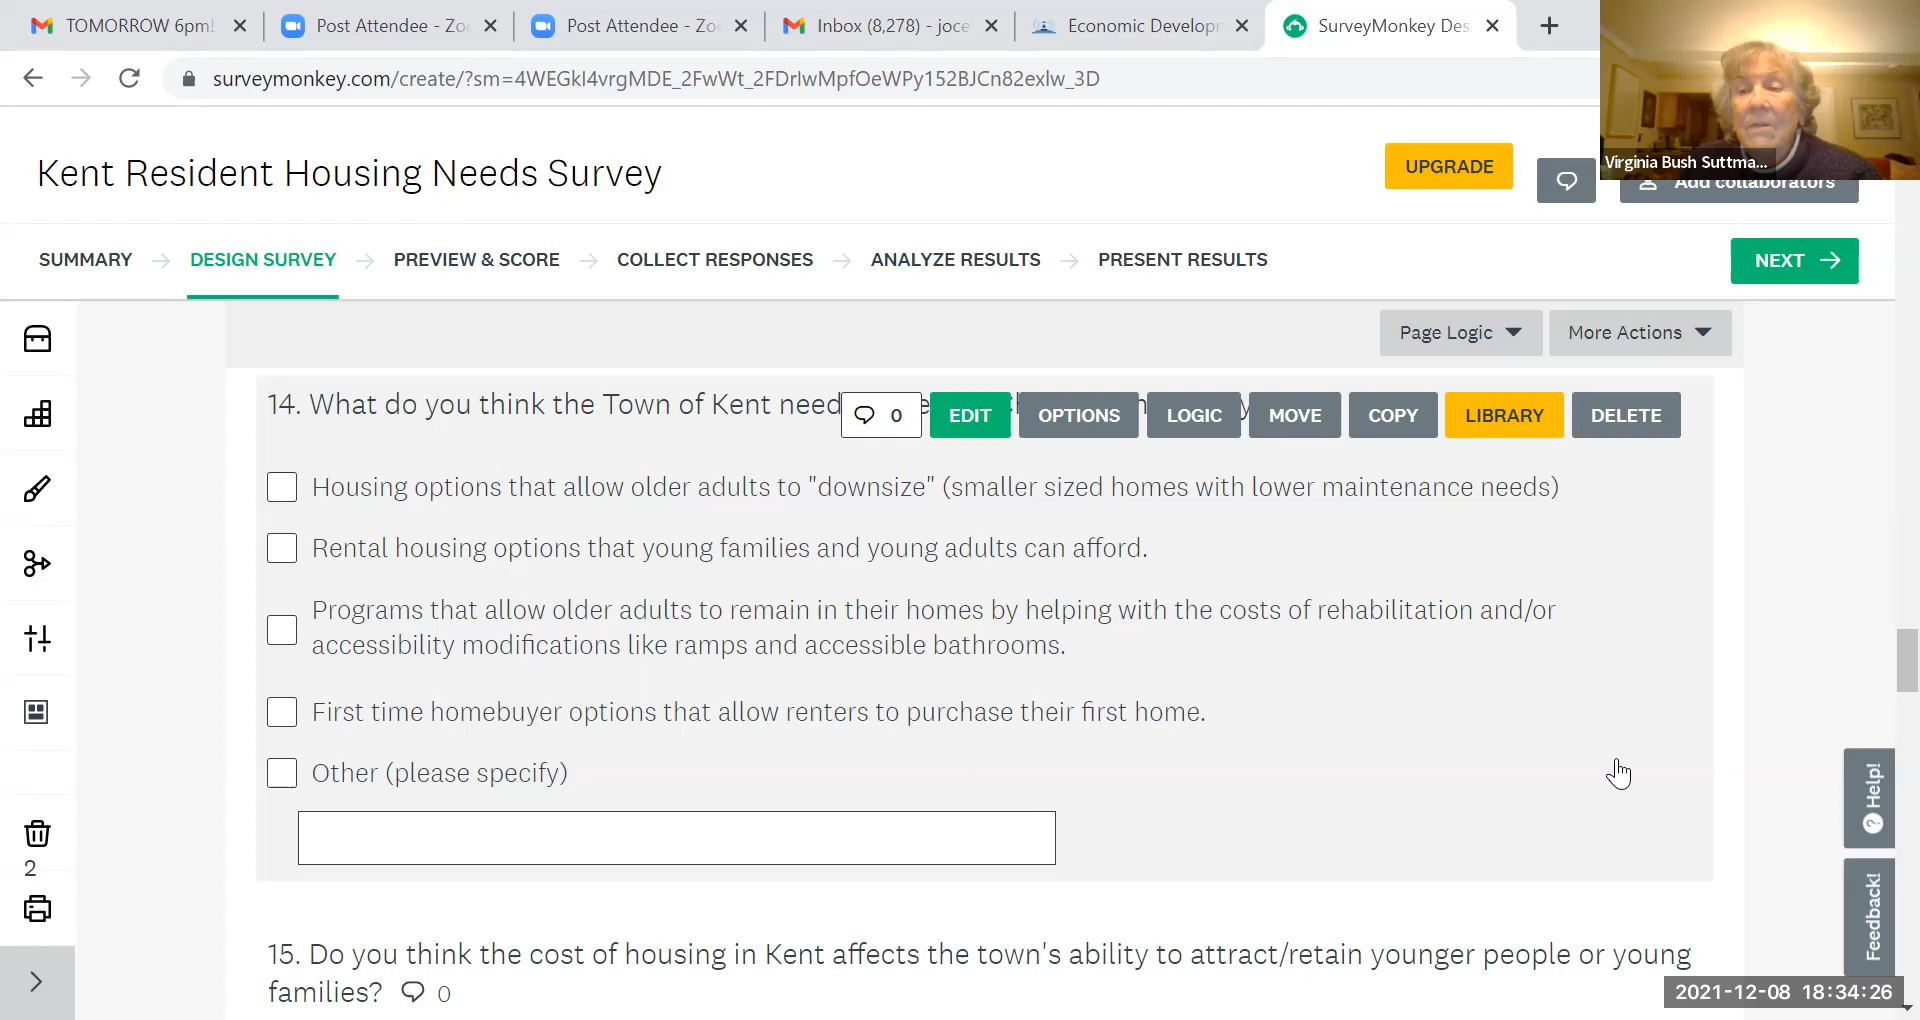 TOMORROW 6pm!
Post Attendee - Zo
Post Attendee - Zo
Inbox (8,278) - joce
Economic Develop
SurveyMonkey Des
surveymonkey.com/create/?sm=4WEGkI4vrgMDE_2FwWt_2FDrIwMpfOeWPy152BJCn82exlw_3D
Virginia Bush Suttma...
Kent Resident Housing Needs Survey
UPGRADE
Add collaborators
SUMMARY
DESIGN SURVEY
PREVIEW & SCORE
COLLECT RESPONSES
ANALYZE RESULTS
PRESENT RESULTS
NEXT
Page Logic
More Actions
14. What do you think the Town of Kent need
0
EDIT
OPTIONS
LOGIC
MOVE
COPY
LIBRARY
DELETE
Housing options that allow older adults to "downsize" (smaller sized homes with lower maintenance needs)
Rental housing options that young families and young adults can afford.
Programs that allow older adults to remain in their homes by helping with the costs of rehabilitation and/or
accessibility modifications like ramps and accessible bathrooms.
First time homebuyer options that allow renters to purchase their first home.
Other (please specify)
Help!
2
Feedback!
15. Do you think the cost of housing in Kent affects the town's ability to attract/retain younger people or young
families? 0
2021-12-08 18:34:26